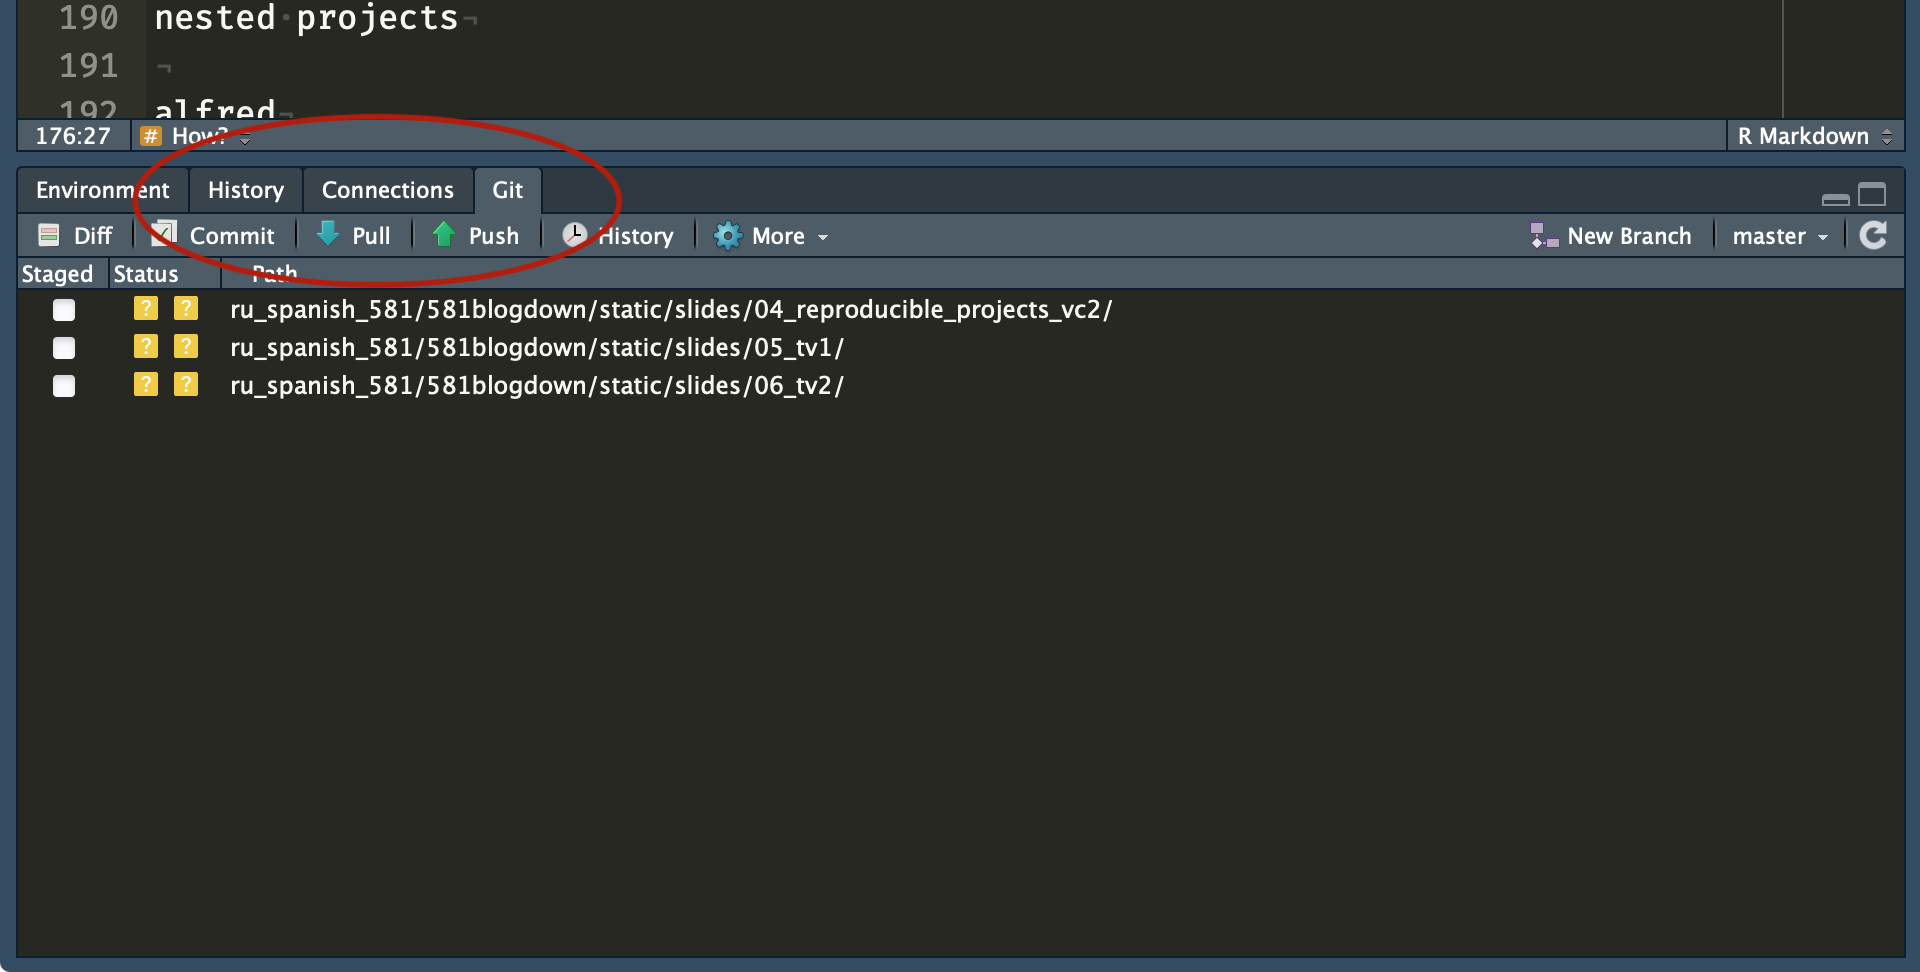 190 nested projects
191
192 alfred
176:27 # How? R Markdown
Environment History Connections Git
Diff Commit Pull Push History More New Branch master
Staged Status Path
? ? ru_spanish_581/581blogdown/static/slides/04_reproducible_projects_vc2/
? ? ru_spanish_581/581blogdown/static/slides/05_tv1/
? ? ru_spanish_581/581blogdown/static/slides/06_tv2/